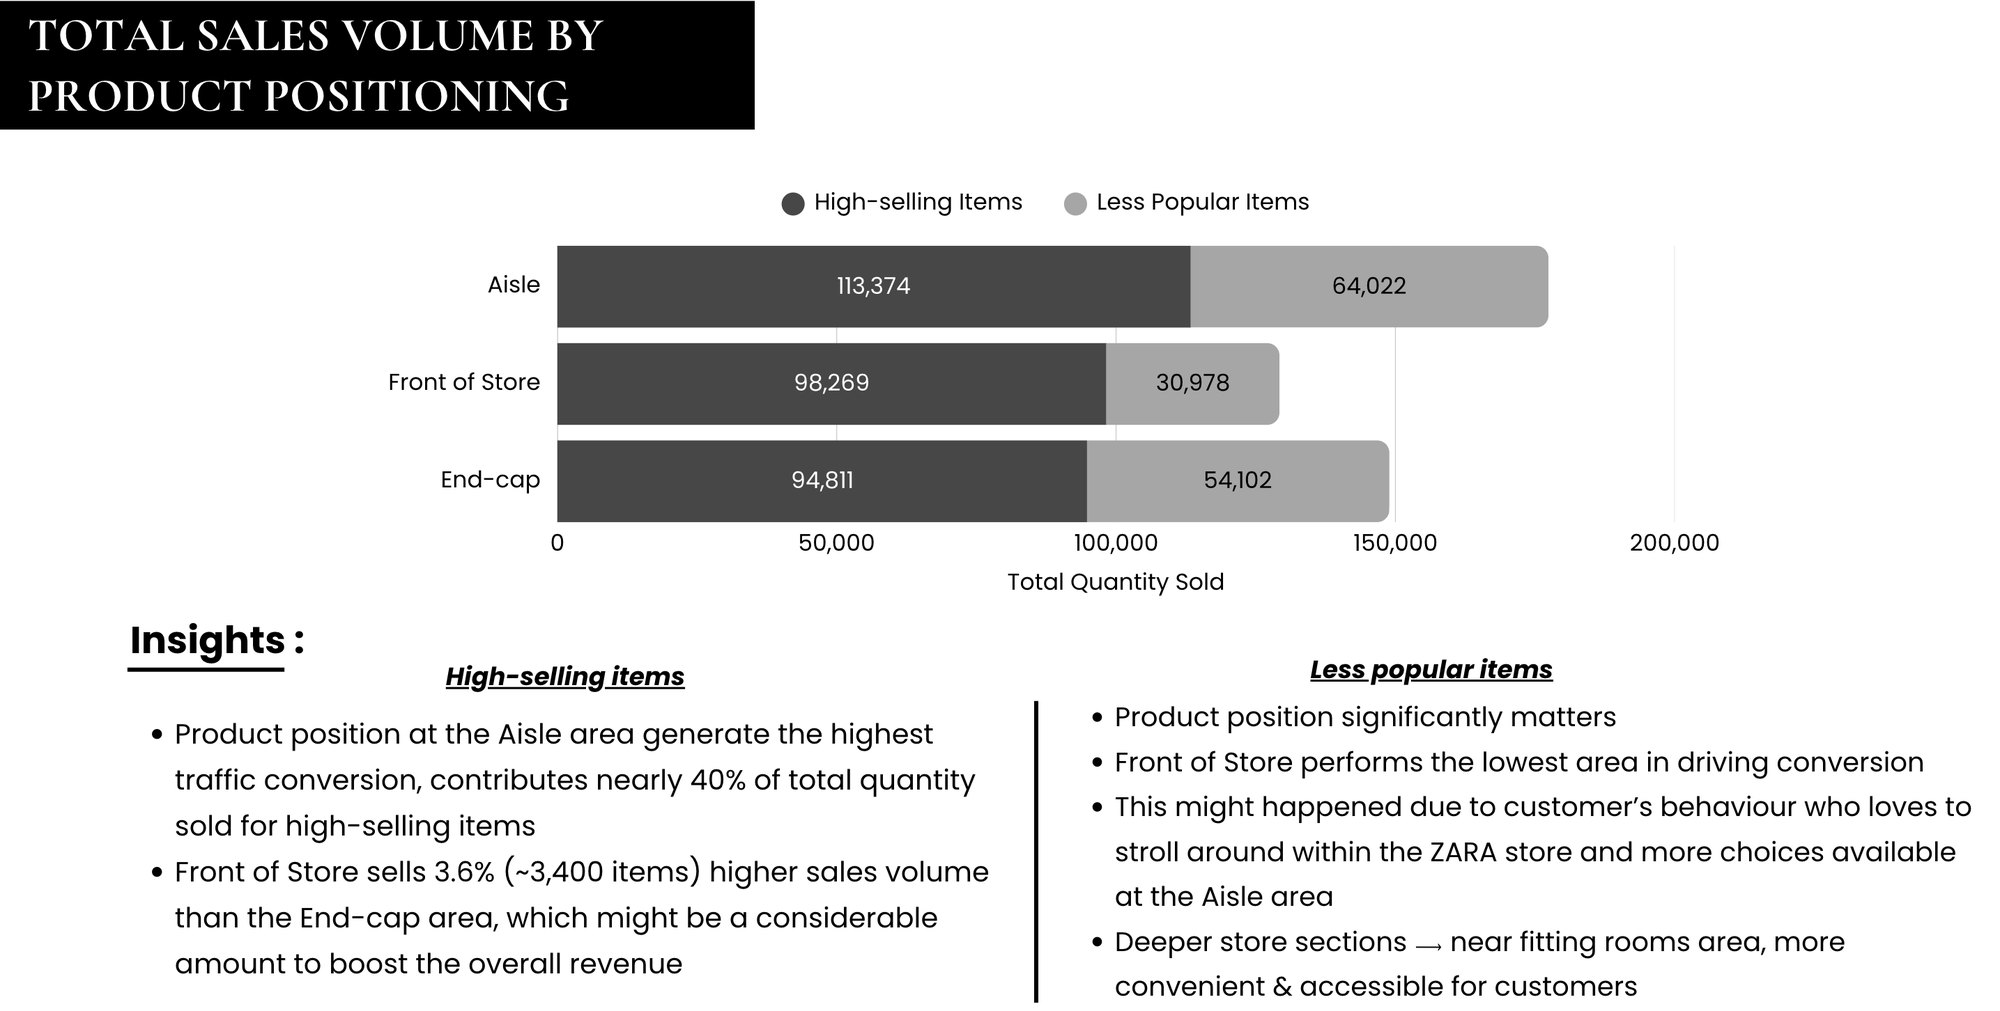 TOTAL SALES VOLUME BY
PRODUCT POSITIONING
High-selling Items
Less Popular Items
Aisle
113,374
64,022
Front of Store
98,269
30,978
End-cap
94,811
54,102
0
50,000
100,000
150,000
200,000
Total Quantity Sold
Insights :
High-selling items
• Product position at the Aisle area generate the highest
traffic conversion, contributes nearly 40% of total quantity
sold for high-selling items
• Front of Store sells 3.6% (~3,400 items) higher sales volume
than the End-cap area, which might be a considerable
amount to boost the overall revenue
Less popular items
• Product position significantly matters
• Front of Store performs the lowest area in driving conversion
• This might happened due to customer’s behaviour who loves to
stroll around within the ZARA store and more choices available
at the Aisle area
• Deeper store sections → near fitting rooms area, more
convenient & accessible for customers